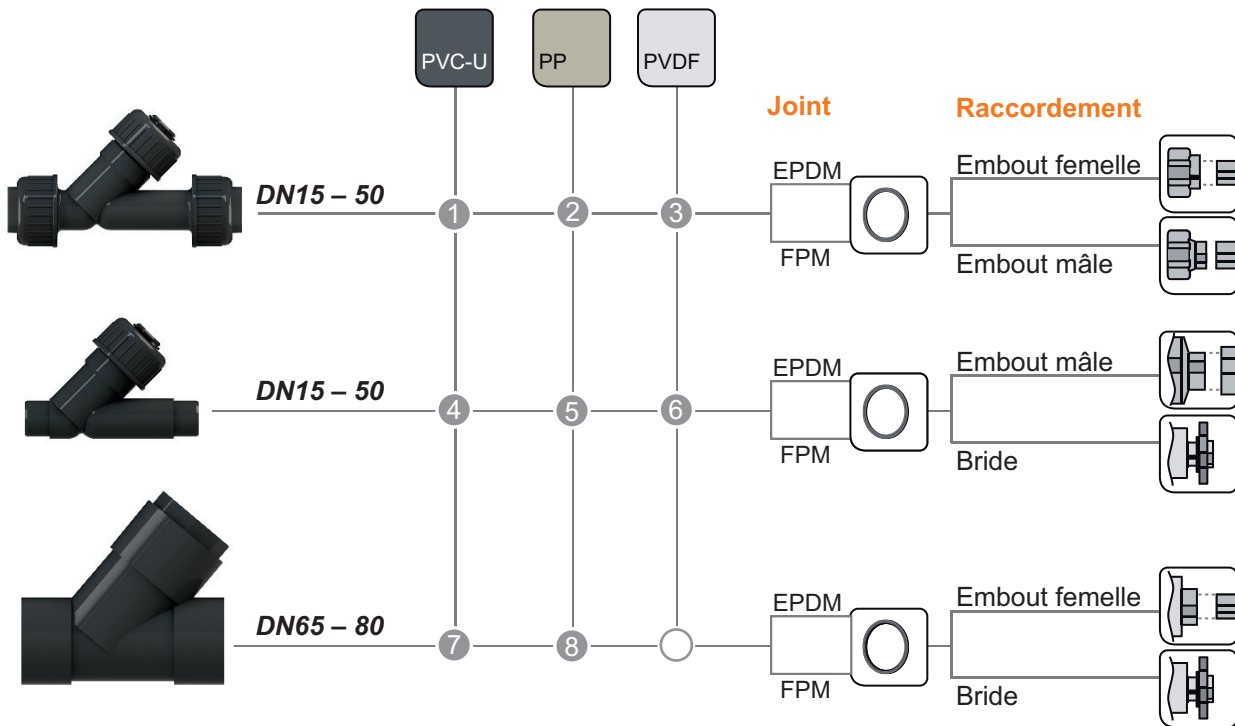 PVC-U PP PVDF
Joint Raccordement
EPDM Embout femelle
DN15 – 50 1 2 3
FPM Embout mâle
EPDM Embout mâle
DN15 – 50 4 5 6
FPM Bride
EPDM Embout femelle
DN65 – 80 7 8
FPM Bride